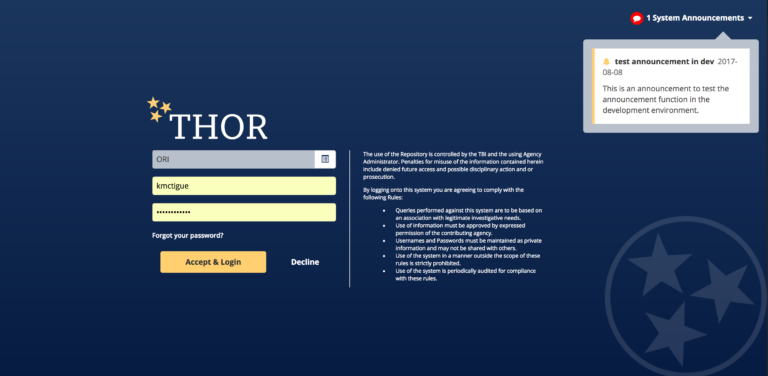 1 System Announcements
test announcement in dev 2017-
08-08
This is an announcement to test the
announcement function in the
development environment.
THOR
ORI
kmctigue
••••••••••••
Forgot your password?
Accept & Login
Decline
The use of the Repository is controlled by the TBI and the using Agency
Administrator. Penalties for misuse of the information contained herein
include denied future access and possible disciplinary action and or
prosecution.
By logging onto this system you are agreeing to comply with the
following Rules:
• Queries performed against this system are to be based on
an association with legitimate investigative needs.
• Use of information must be approved by expressed
permission of the contributing agency.
• Usernames and Passwords must be maintained as private
information and may not be shared with others.
• Use of the system in a manner outside the scope of these
rules is strictly prohibited.
• Use of the system is periodically audited for compliance
with these rules.